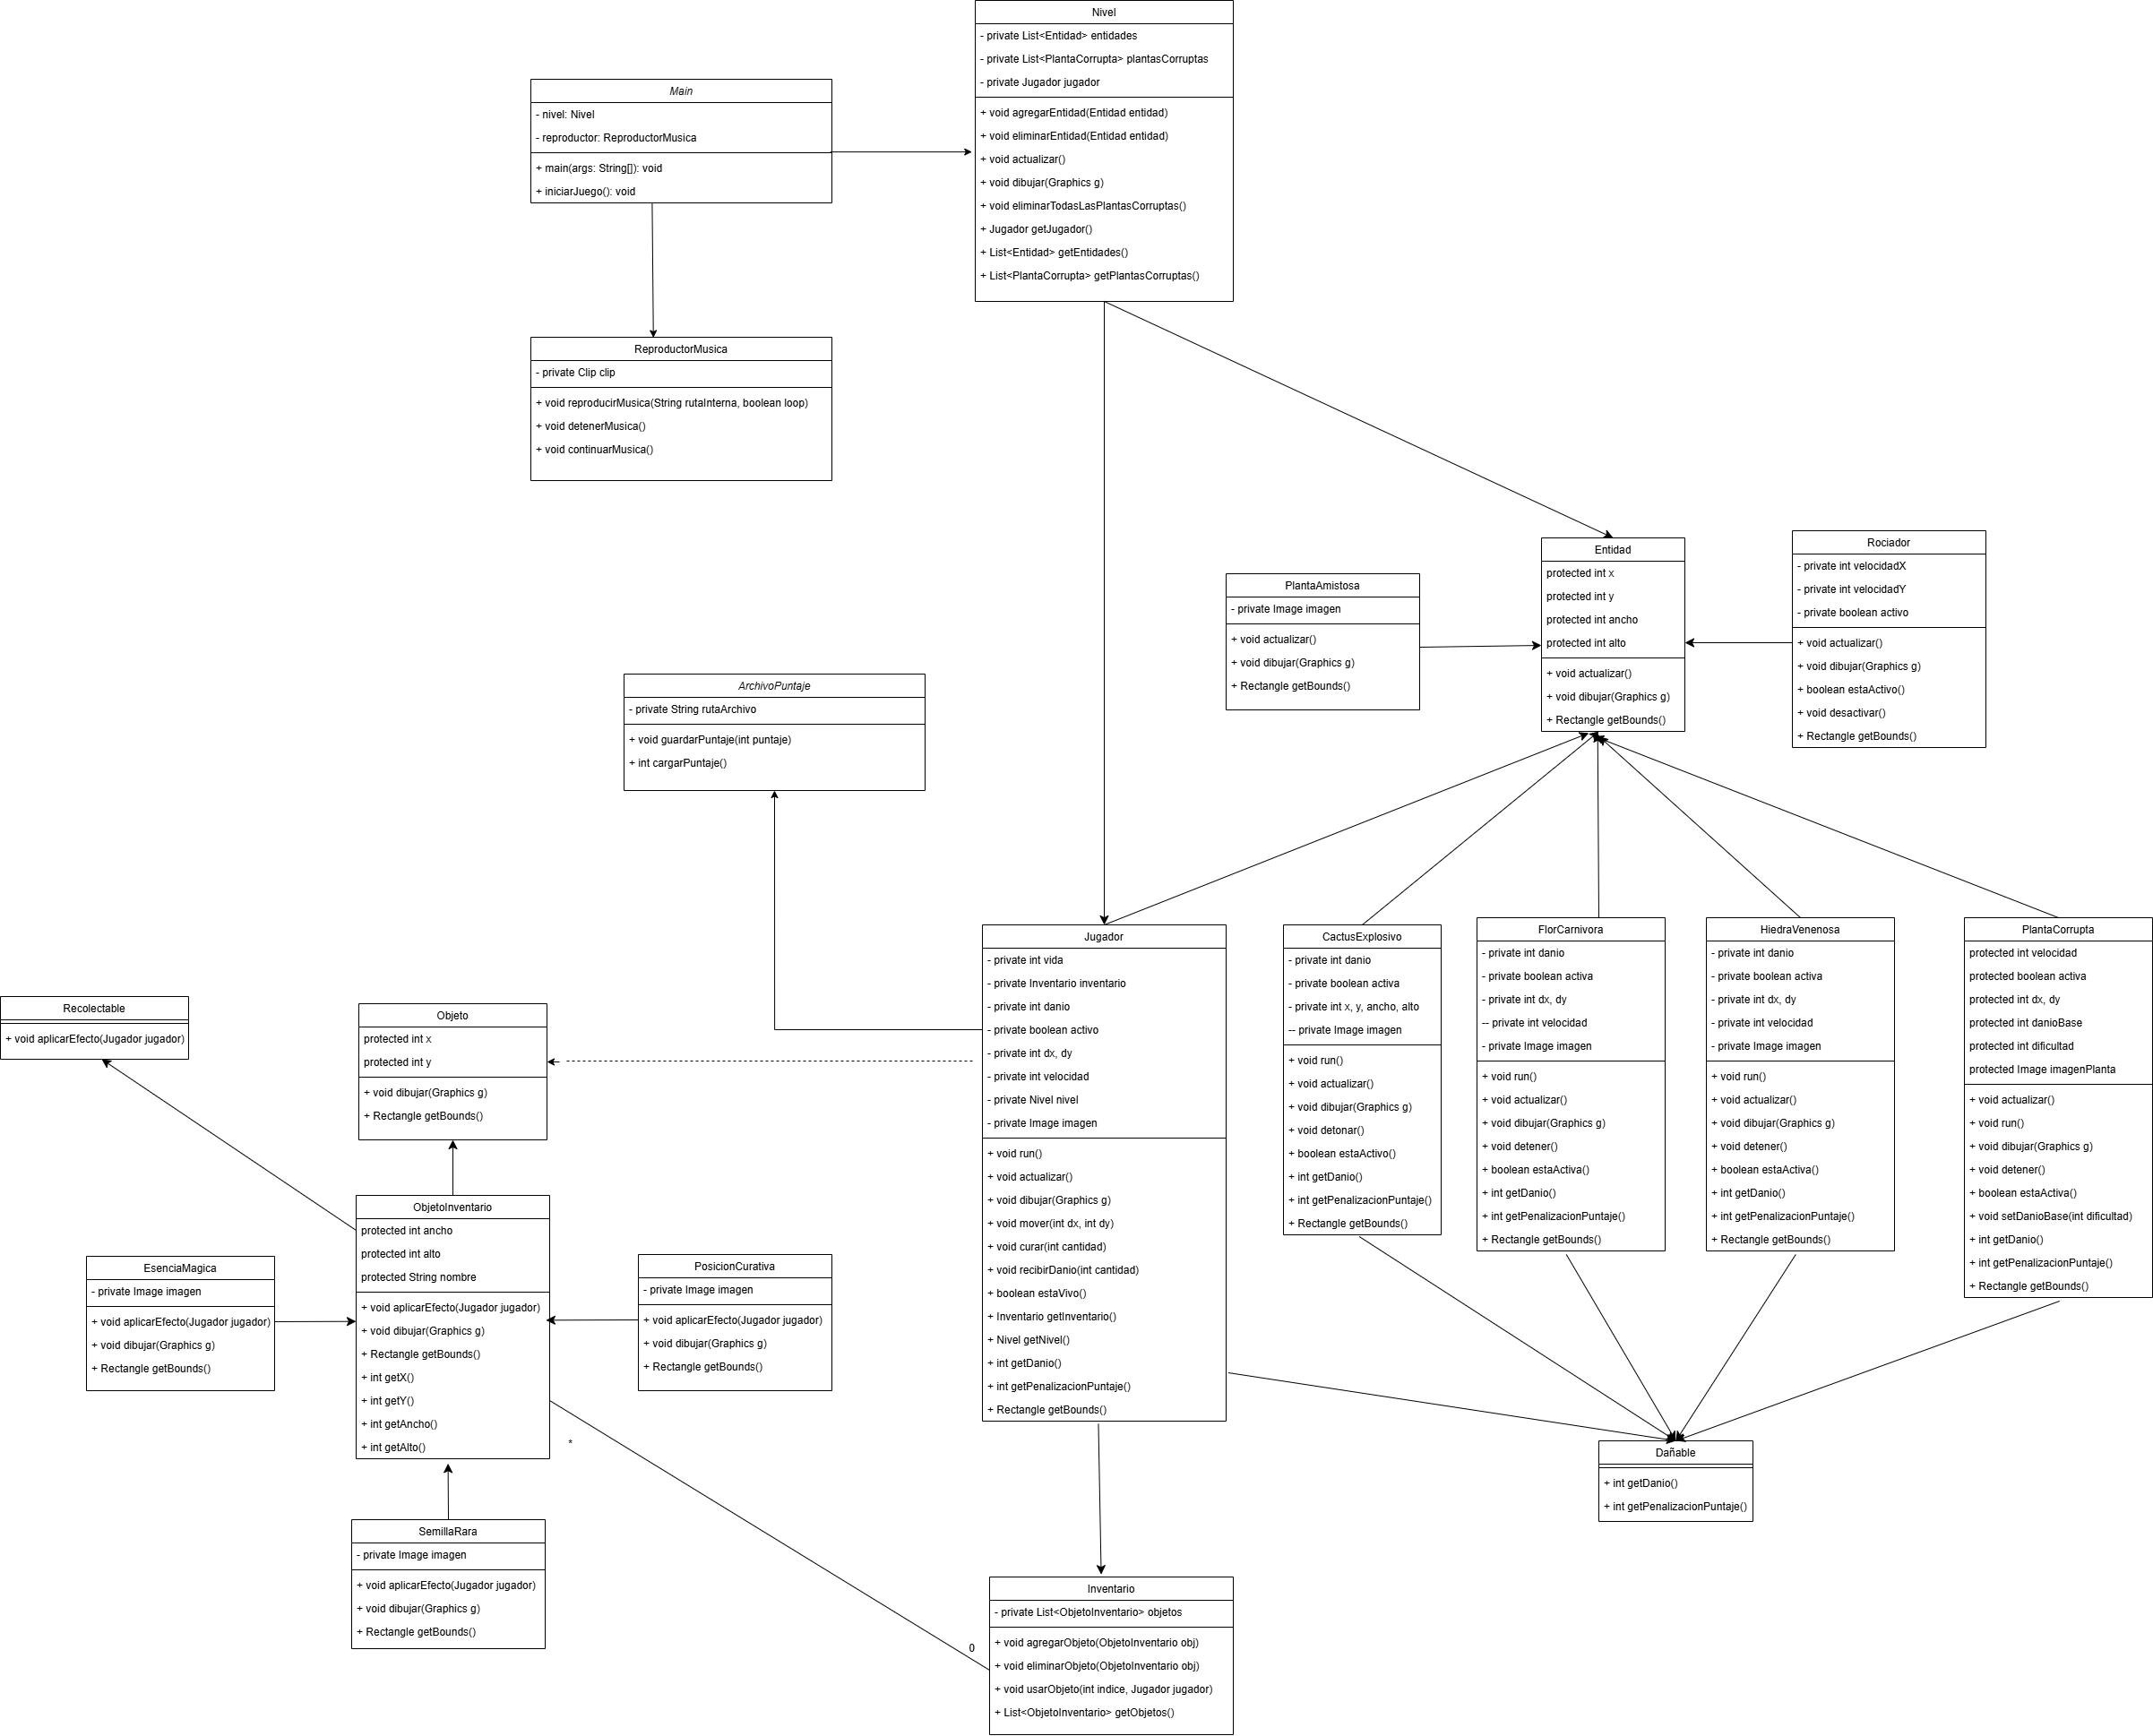 Nivel
- private List<Entidad> entidades
- private List<PlantaCorrupta> plantasCorruptas
- private Jugador jugador
+ void agregarEntidad(Entidad entidad)
+ void eliminarEntidad(Entidad entidad)
+ void actualizar()
+ void dibujar(Graphics g)
+ void eliminarTodasLasPlantasCorruptas()
+ Jugador getJugador()
+ List<Entidad> getEntidades()
+ List<PlantaCorrupta> getPlantasCorruptas()
Main
- nivel: Nivel
- reproductor: ReproductorMusica
+ main(args: String[]): void
+ iniciarJuego(): void
ReproductorMusica
- private Clip clip
+ void reproducirMusica(String rutaInterna, boolean loop)
+ void detenerMusica()
+ void continuarMusica()
Entidad
protected int x
protected int y
protected int ancho
protected int alto
+ void actualizar()
+ void dibujar(Graphics g)
+ Rectangle getBounds()
Rociador
- private int velocidadX
- private int velocidadY
- private boolean activo
+ void actualizar()
+ void dibujar(Graphics g)
+ boolean estaActivo()
+ void desactivar()
+ Rectangle getBounds()
PlantaAmistosa
- private Image imagen
+ void actualizar()
+ void dibujar(Graphics g)
+ Rectangle getBounds()
ArchivoPuntaje
- private String rutaArchivo
+ void guardarPuntaje(int puntaje)
+ int cargarPuntaje()
Jugador
- private int vida
- private Inventario inventario
- private int danio
- private boolean activo
- private int dx, dy
- private int velocidad
- private Nivel nivel
- private Image imagen
+ void run()
+ void actualizar()
+ void dibujar(Graphics g)
+ void mover(int dx, int dy)
+ void curar(int cantidad)
+ void recibirDanio(int cantidad)
+ boolean estaVivo()
+ Inventario getInventario()
+ Nivel getNivel()
+ int getDanio()
+ int getPenalizacionPuntaje()
+ Rectangle getBounds()
CactusExplosivo
- private int danio
- private boolean activa
- private int x, y, ancho, alto
-- private Image imagen
+ void run()
+ void actualizar()
+ void dibujar(Graphics g)
+ void detonar()
+ boolean estaActivo()
+ int getDanio()
+ int getPenalizacionPuntaje()
+ Rectangle getBounds()
FlorCarnivora
- private int danio
- private boolean activa
- private int dx, dy
-- private int velocidad
- private Image imagen
+ void run()
+ void actualizar()
+ void dibujar(Graphics g)
+ void detener()
+ boolean estaActiva()
+ int getDanio()
+ int getPenalizacionPuntaje()
+ Rectangle getBounds()
HiedraVenenosa
- private int danio
- private boolean activa
- private int dx, dy
- private int velocidad
- private Image imagen
+ void run()
+ void actualizar()
+ void dibujar(Graphics g)
+ void detener()
+ boolean estaActiva()
+ int getDanio()
+ int getPenalizacionPuntaje()
+ Rectangle getBounds()
PlantaCorrupta
protected int velocidad
protected boolean activa
protected int dx, dy
protected int danioBase
protected int dificultad
protected Image imagenPlanta
+ void actualizar()
+ void run()
+ void dibujar(Graphics g)
+ void detener()
+ boolean estaActiva()
+ void setDanioBase(int dificultad)
+ int getDanio()
+ int getPenalizacionPuntaje()
+ Rectangle getBounds()
Recolectable
+ void aplicarEfecto(Jugador jugador)
Objeto
protected int x
protected int y
+ void dibujar(Graphics g)
+ Rectangle getBounds()
ObjetoInventario
protected int ancho
protected int alto
protected String nombre
+ void aplicarEfecto(Jugador jugador)
+ void dibujar(Graphics g)
+ Rectangle getBounds()
+ int getX()
+ int getY()
+ int getAncho()
+ int getAlto()
EsenciaMagica
- private Image imagen
+ void aplicarEfecto(Jugador jugador)
+ void dibujar(Graphics g)
+ Rectangle getBounds()
PosicionCurativa
- private Image imagen
+ void aplicarEfecto(Jugador jugador)
+ void dibujar(Graphics g)
+ Rectangle getBounds()
*
Dañable
+ int getDanio()
+ int getPenalizacionPuntaje()
SemillaRara
- private Image imagen
+ void aplicarEfecto(Jugador jugador)
+ void dibujar(Graphics g)
+ Rectangle getBounds()
0
Inventario
- private List<ObjetoInventario> objetos
+ void agregarObjeto(ObjetoInventario obj)
+ void eliminarObjeto(ObjetoInventario obj)
+ void usarObjeto(int indice, Jugador jugador)
+ List<ObjetoInventario> getObjetos()